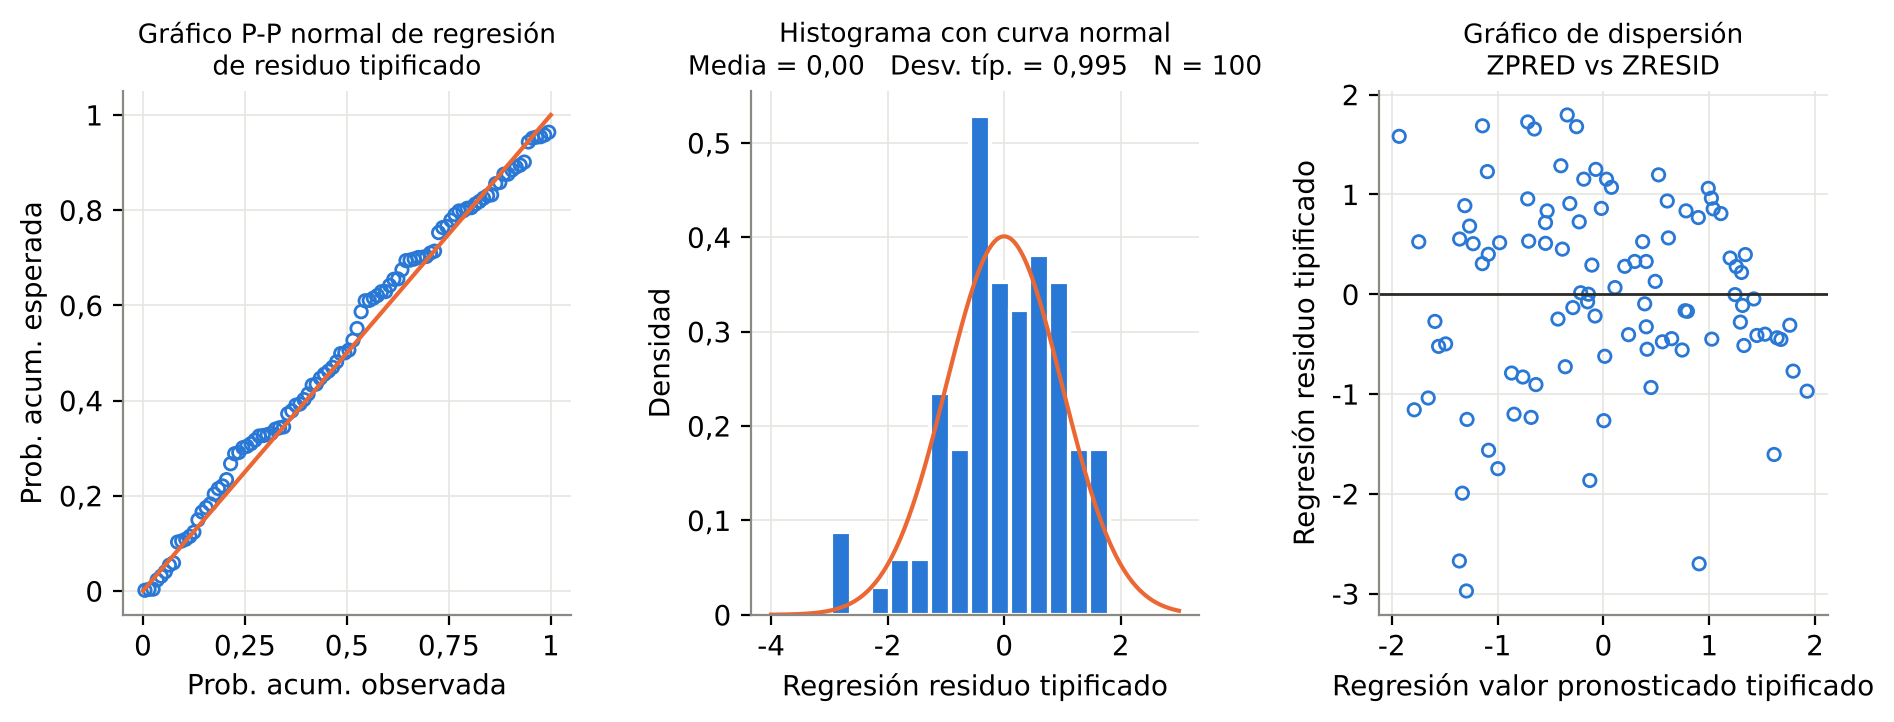 Gráfico P-P normal de regresión
de residuo tipificado
Prob. acum. esperada
1
0,8
0,6
0,4
0,2
0
0
0,25
0,5
0,75
1
Prob. acum. observada
Histograma con curva normal
Media = 0,00 Desv. típ. = 0,995 N = 100
Densidad
0,5
0,4
0,3
0,2
0,1
0
-4
-2
0
2
Regresión residuo tipificado
Gráfico de dispersión
ZPRED vs ZRESID
Regresión residuo tipificado
2
1
0
-1
-2
-3
-2
-1
0
1
2
Regresión valor pronosticado tipificado